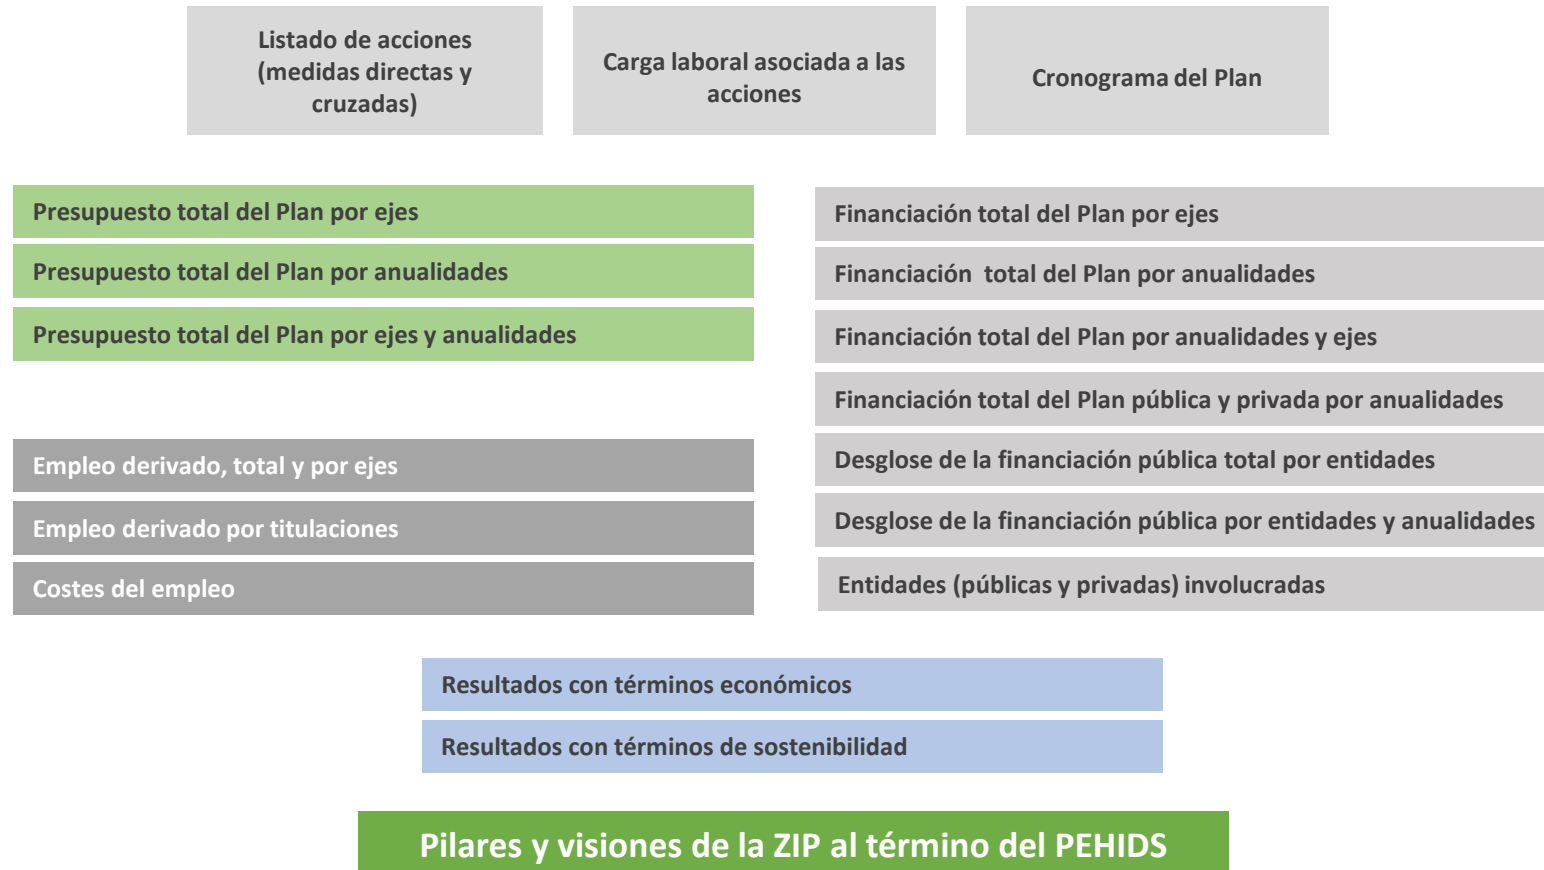 Listado de acciones
(medidas directas y
cruzadas)
Carga laboral asociada a las
acciones
Cronograma del Plan
Presupuesto total del Plan por ejes
Presupuesto total del Plan por anualidades
Presupuesto total del Plan por ejes y anualidades
Empleo derivado, total y por ejes
Empleo derivado por titulaciones
Costes del empleo
Financiación total del Plan por ejes
Financiación total del Plan por anualidades
Financiación total del Plan por anualidades y ejes
Financiación total del Plan pública y privada por anualidades
Desglose de la financiación pública total por entidades
Desglose de la financiación pública por entidades y anualidades
Entidades (públicas y privadas) involucradas
Resultados con términos económicos
Resultados con términos de sostenibilidad
Pilares y visiones de la ZIP al término del PEHIDS